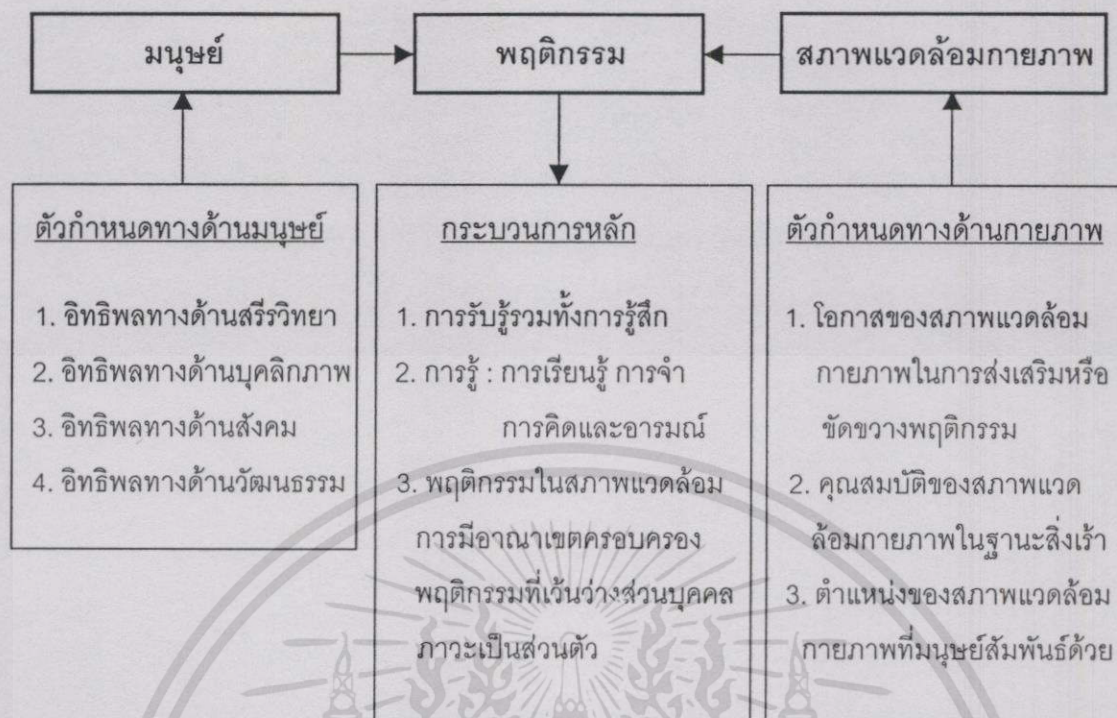 มนุษย์
พฤติกรรม
สภาพแวดล้อมกายภาพ
ตัวกำหนดทางด้านมนุษย์
1. อิทธิพลทางด้านสรีรวิทยา
2. อิทธิพลทางด้านบุคลิกภาพ
3. อิทธิพลทางด้านสังคม
4. อิทธิพลทางด้านวัฒนธรรม
กระบวนการหลัก
1. การรับรู้รวมทั้งการรู้สึก
2. การรู้ : การเรียนรู้ การจำ
การคิดและอารมณ์
3. พฤติกรรมในสภาพแวดล้อม
การมีอาณาเขตครอบครอง
พฤติกรรมที่เว้นว่างส่วนบุคคล
ภาวะเป็นส่วนตัว
ตัวกำหนดทางด้านกายภาพ
1. โอกาสของสภาพแวดล้อม
กายภาพในการส่งเสริมหรือ
ขัดขวางพฤติกรรม
2. คุณสมบัติของสภาพแวด
ล้อมกายภาพในฐานะสิ่งเร้า
3. ตำแหน่งของสภาพแวดล้อม
กายภาพที่มนุษย์สัมพันธ์ด้วย